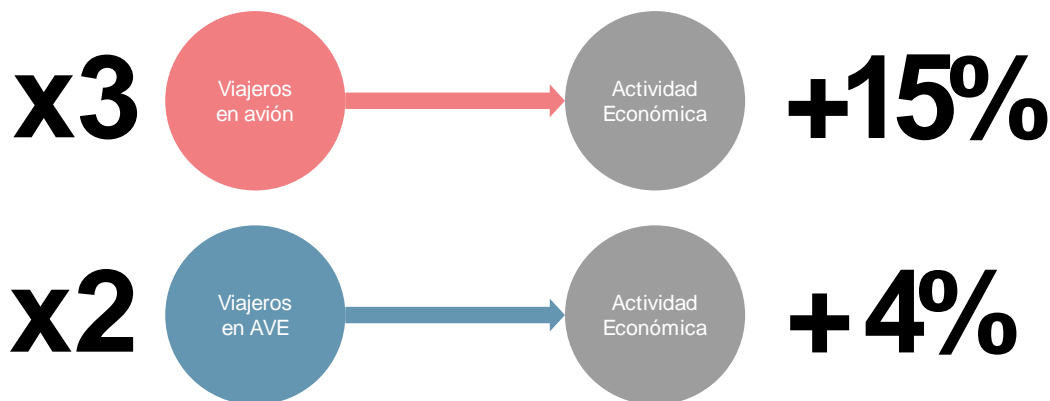 x3
Viajeros
en avión
Actividad
Económica
+15%
x2
Viajeros
en AVE
Actividad
Económica
+4%